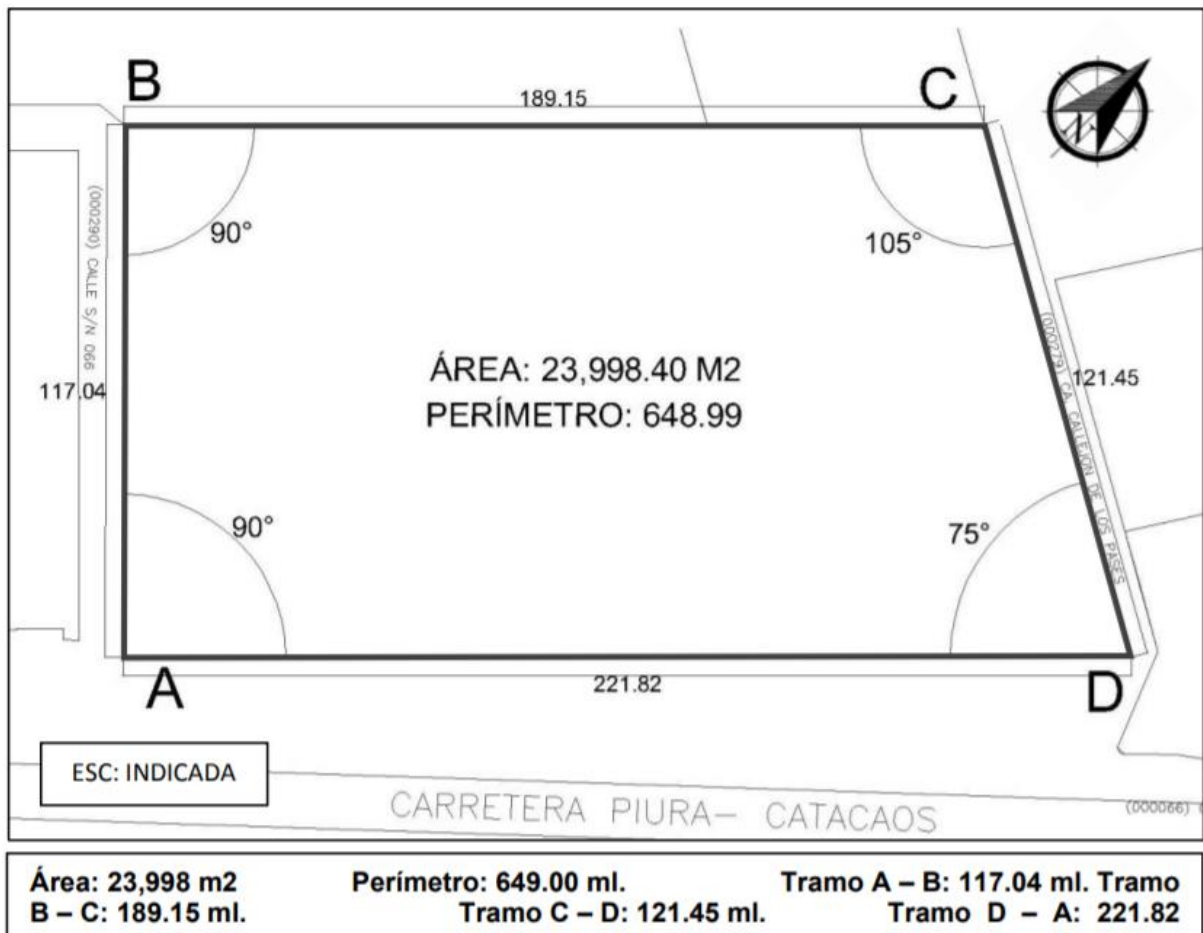 B
C
189.15
N
(000290) CALLE S/N 066
90°
105°
117.04
ÁREA: 23,998.40 M2
PERÍMETRO: 648.99
(000279) CA. CALLEJON DE LOS PASES
121.45
90°
75°
A
221.82
D
ESC: INDICADA
CARRETERA PIURA– CATACAOS
(000066)
Área: 23,998 m2 Perímetro: 649.00 ml. Tramo A – B: 117.04 ml. Tramo
B – C: 189.15 ml. Tramo C – D: 121.45 ml. Tramo D – A: 221.82